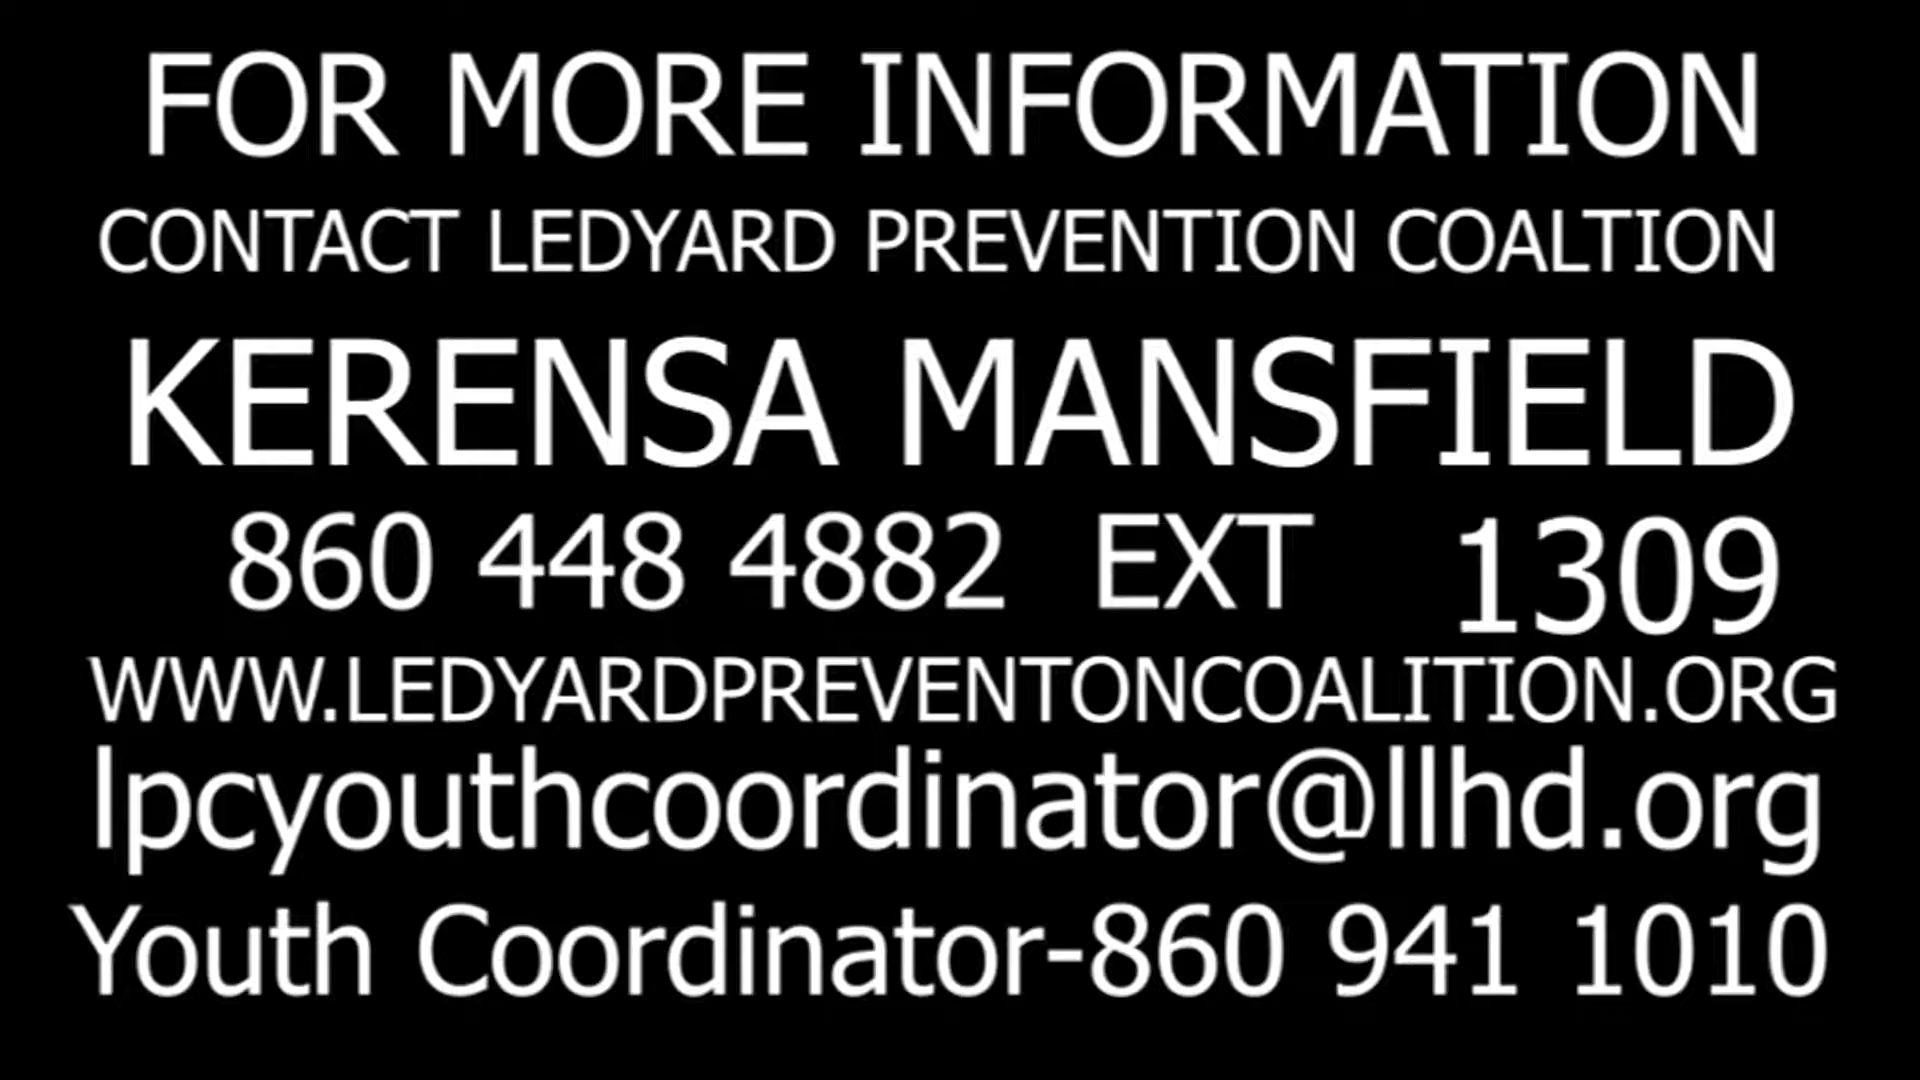 FOR MORE INFORMATION
CONTACT LEDYARD PREVENTION COALTION
KERENSA MANSFIELD
860 448 4882 EXT 1309
WWW.LEDYARDPREVENTONCOALITION.ORG
lpcyouthcoordinator@llhd.org
Youth Coordinator-860 941 1010